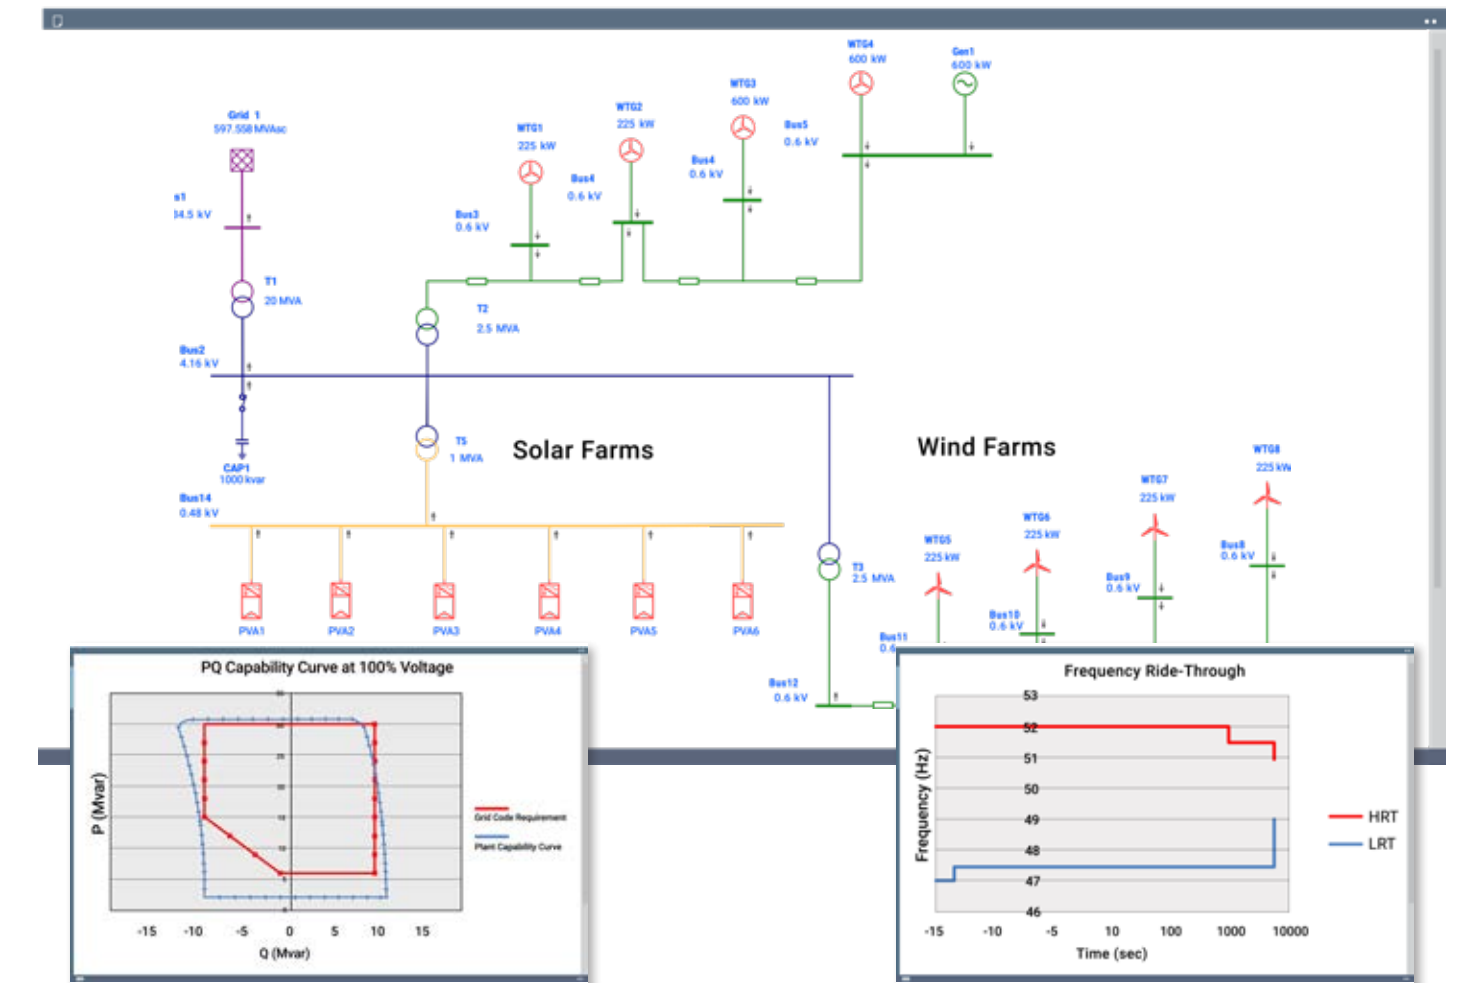 WTG4
600 kW
Gen1
600 kW
WTG3
600 kW
WTG2
225 kW
Grid 1
597.558 MVAsc
WTG1
225 kW
Bus5
0.6 kV
Bus4
0.6 kV
Bus4
0.6 kV
s1
34.5 kV
Bus3
0.6 kV
T1
20 MVA
T2
2.5 MVA
Bus2
4.16 kV
T5
1 MVA
Solar Farms
Wind Farms
CAP1
1000 kvar
Bus14
0.48 kV
WTG8
225 kW
WTG7
225 kW
WTG6
225 kW
WTG5
225 kW
Bus8
0.6 kV
T3
2.5 MVA
Bus9
0.6 kV
Bus10
0.6 kV
Bus11
0.6
PVA1
PVA2
PVA3
PVA4
PVA5
PVA6
Bus12
0.6 kV
PQ Capability Curve at 100% Voltage
P (Mvar)
Grid Code Requirement
Plant Capability Curve
-15 -10 -5 0 5 10 15
Q (Mvar)
Frequency Ride-Through
Frequency (Hz)
53
52
51
50
49
48
47
46
HRT
LRT
-15 -10 -5 10 100 1000 10000
Time (sec)